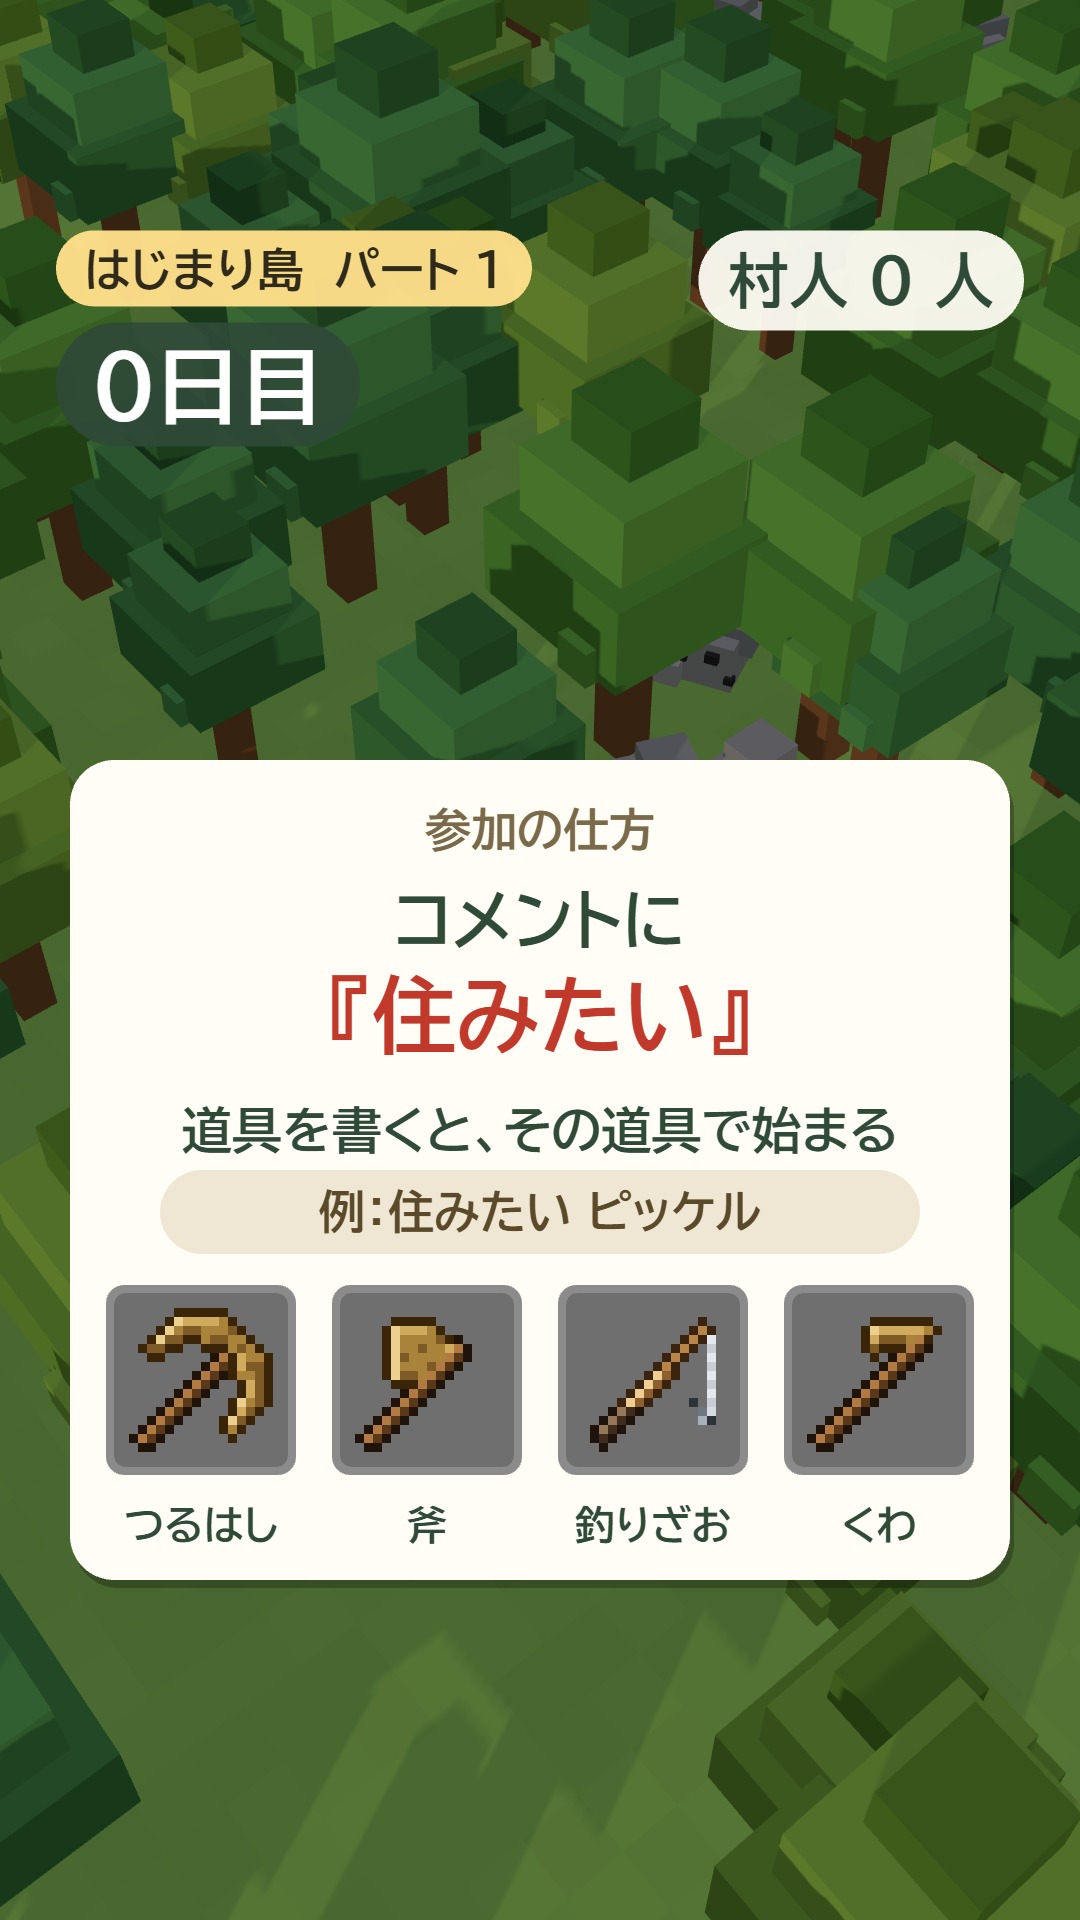 はじまり島 パート 1
村人 0 人
0日目
参加の仕方
コメントに
『住みたい』
道具を書くと、その道具で始まる
例：住みたい ピッケル
つるはし
斧
釣りざお
くわ